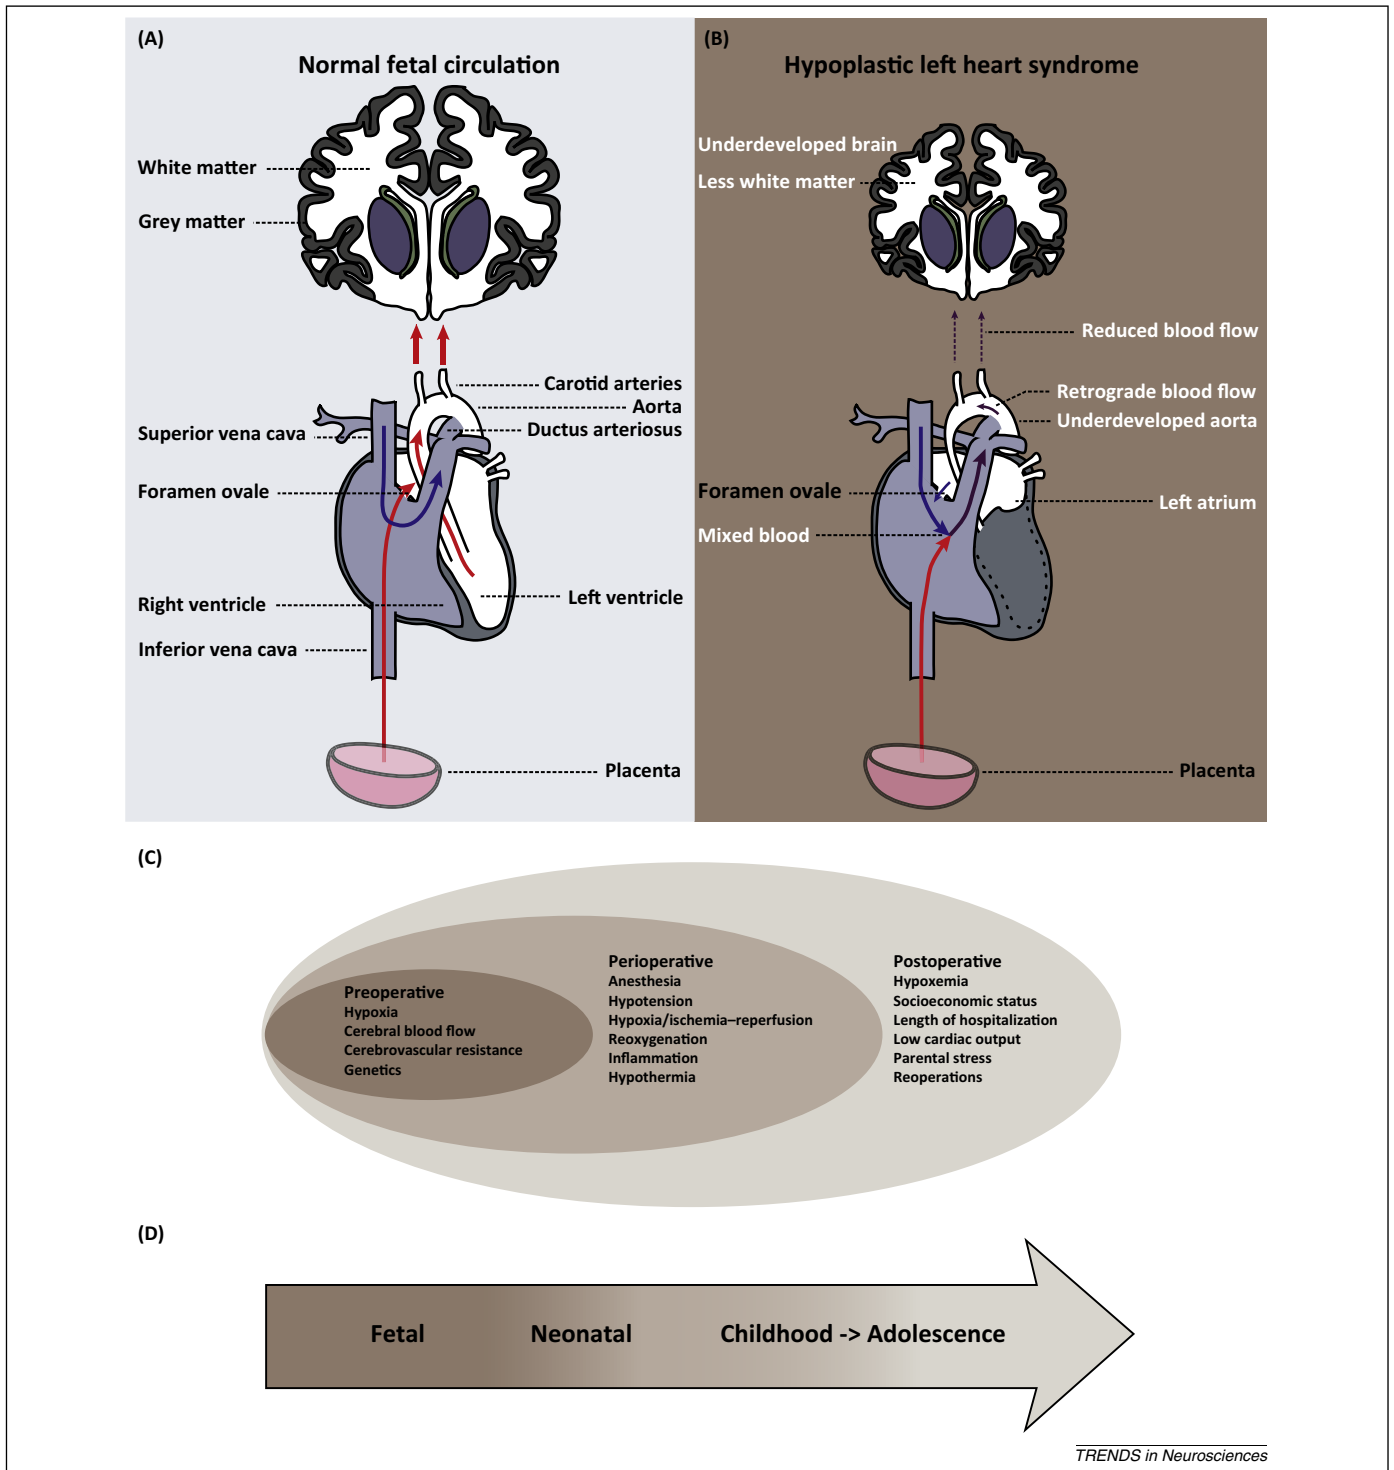 (A)
Normal fetal circulation
White matter
Grey matter
Carotid arteries
Aorta
Ductus arteriosus
Superior vena cava
Foramen ovale
Left ventricle
Right ventricle
Inferior vena cava
Placenta
(B)
Hypoplastic left heart syndrome
Underdeveloped brain
Less white matter
Reduced blood flow
Retrograde blood flow
Underdeveloped aorta
Foramen ovale
Left atrium
Mixed blood
Placenta
(C)
Preoperative
Hypoxia
Cerebral blood flow
Cerebrovascular resistance
Genetics
Perioperative
Anesthesia
Hypotension
Hypoxia/ischemia–reperfusion
Reoxygenation
Inflammation
Hypothermia
Postoperative
Hypoxemia
Socioeconomic status
Length of hospitalization
Low cardiac output
Parental stress
Reoperations
(D)
Fetal
Neonatal
Childhood -> Adolescence
TRENDS in Neurosciences